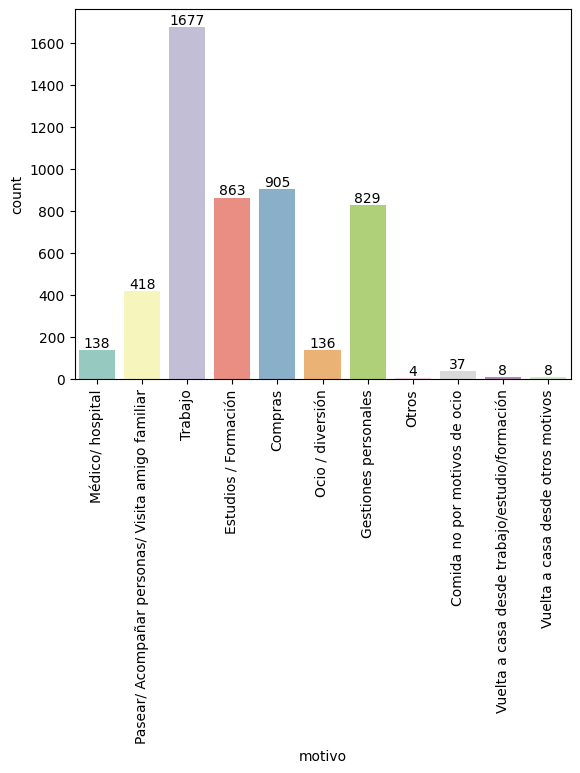 count
1600
1400
1200
1000
800
600
400
200
0
138
418
1677
863
905
136
829
4
37
8
8
Médico/ hospital
Pasear/ Acompañar personas/ Visita amigo familiar
Trabajo
Estudios / Formación
Compras
Ocio / diversión
Gestiones personales
Otros
Comida no por motivos de ocio
Vuelta a casa desde trabajo/estudio/formación
Vuelta a casa desde otros motivos
motivo